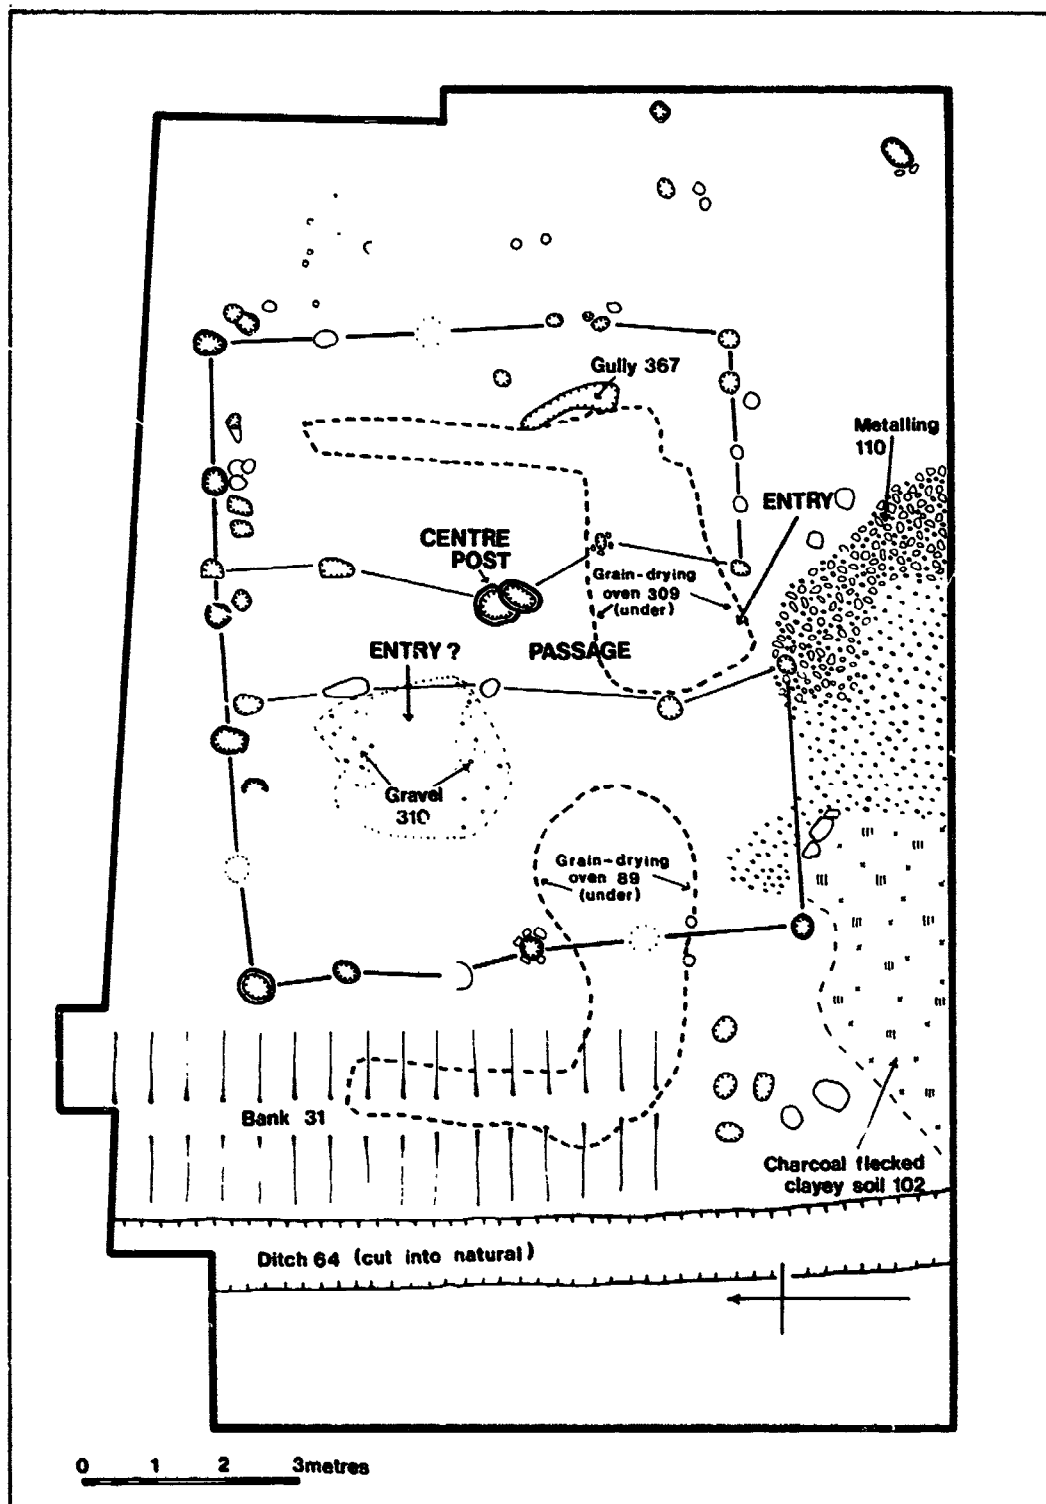 Gully 367
Metalling
110
ENTRY
CENTRE
POST
Grain-drying
oven 309
(under)
ENTRY ?
PASSAGE
Gravel
310
Grain-drying
oven 89
(under)
Bank 31
Charcoal flecked
clayey soil 102
Ditch 64 (cut into natural)
0 1 2 3metres